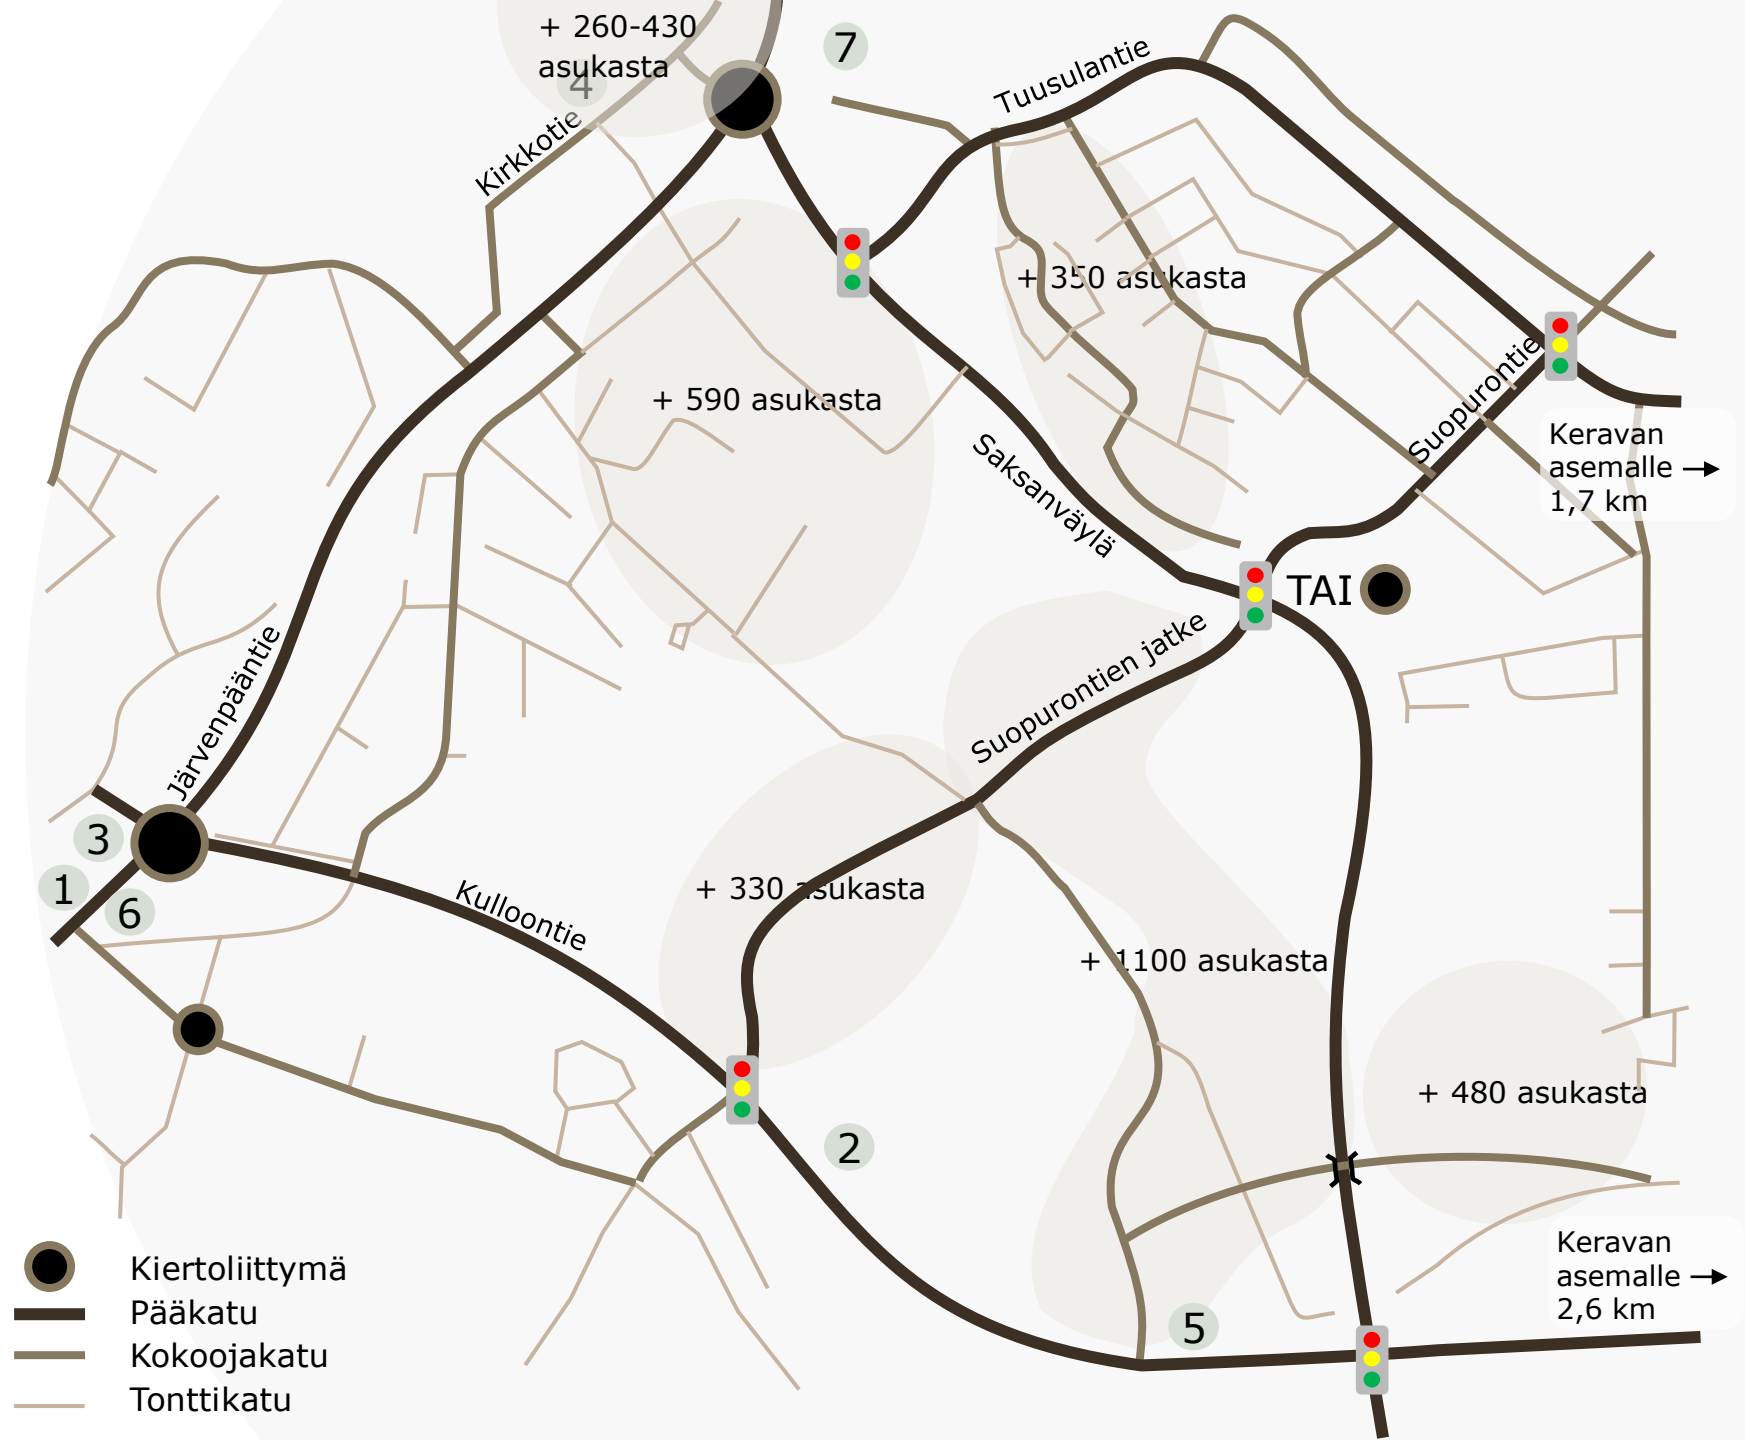 + 260-430
asukasta
4
7
Tuusulantie
Kirkkotie
+ 350 asukasta
+ 590 asukasta
Suopurontie
Keravan
asemalle
1,7 km
Saksanväylä
TAI
Suopurontien jatke
Järvenpääntie
3
1
6
Kulloontie
+ 330 asukasta
+ 1100 asukasta
+ 480 asukasta
2
5
Keravan
asemalle
2,6 km
Kiertoliittymä
Pääkatu
Kokoojakatu
Tonttikatu